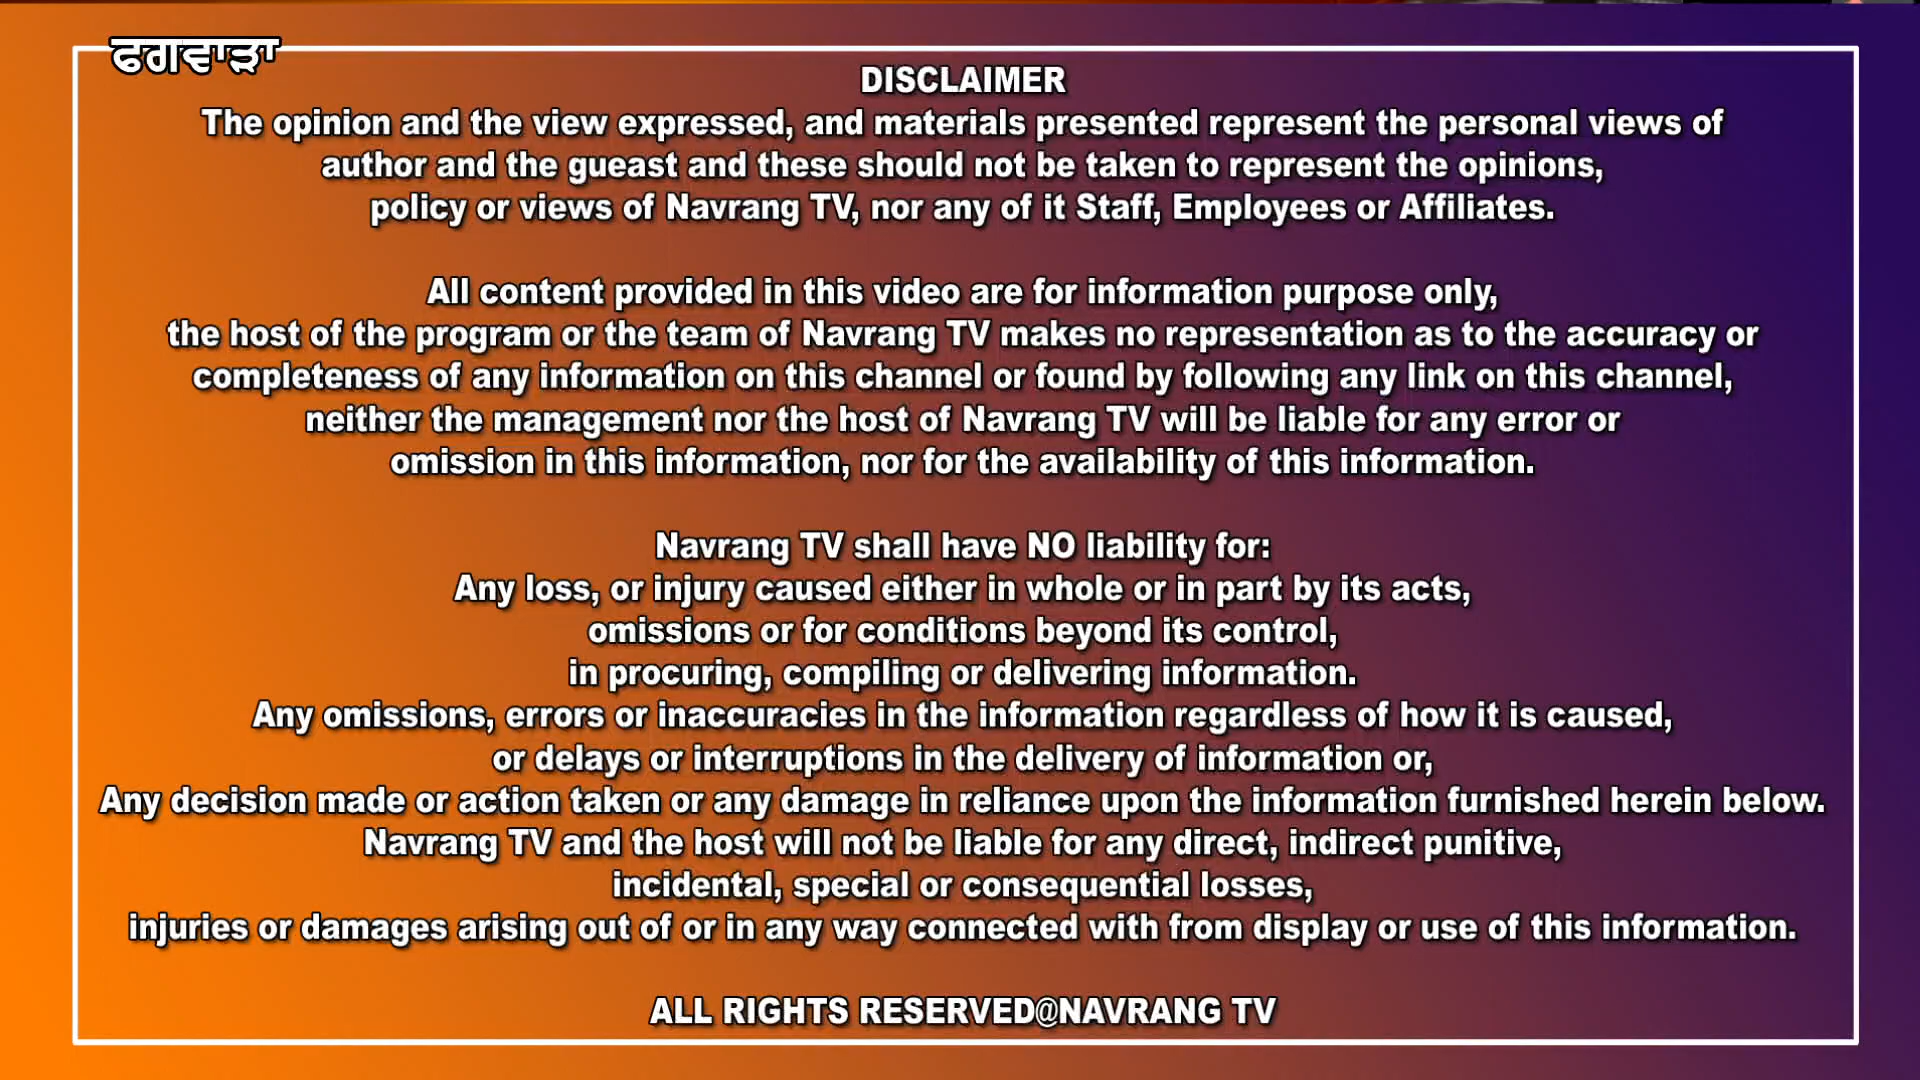 ਫਗਵਾੜਾ
DISCLAIMER
The opinion and the view expressed, and materials presented represent the personal views of
author and the gueast and these should not be taken to represent the opinions,
policy or views of Navrang TV, nor any of it Staff, Employees or Affiliates.
All content provided in this video are for information purpose only,
the host of the program or the team of Navrang TV makes no representation as to the accuracy or
completeness of any information on this channel or found by following any link on this channel,
neither the management nor the host of Navrang TV will be liable for any error or
omission in this information, nor for the availability of this information.
Navrang TV shall have NO liability for:
Any loss, or injury caused either in whole or in part by its acts,
omissions or for conditions beyond its control,
in procuring, compiling or delivering information.
Any omissions, errors or inaccuracies in the information regardless of how it is caused,
or delays or interruptions in the delivery of information or,
Any decision made or action taken or any damage in reliance upon the information furnished herein below.
Navrang TV and the host will not be liable for any direct, indirect punitive,
incidental, special or consequential losses,
injuries or damages arising out of or in any way connected with from display or use of this information.
ALL RIGHTS RESERVED@NAVRANG TV